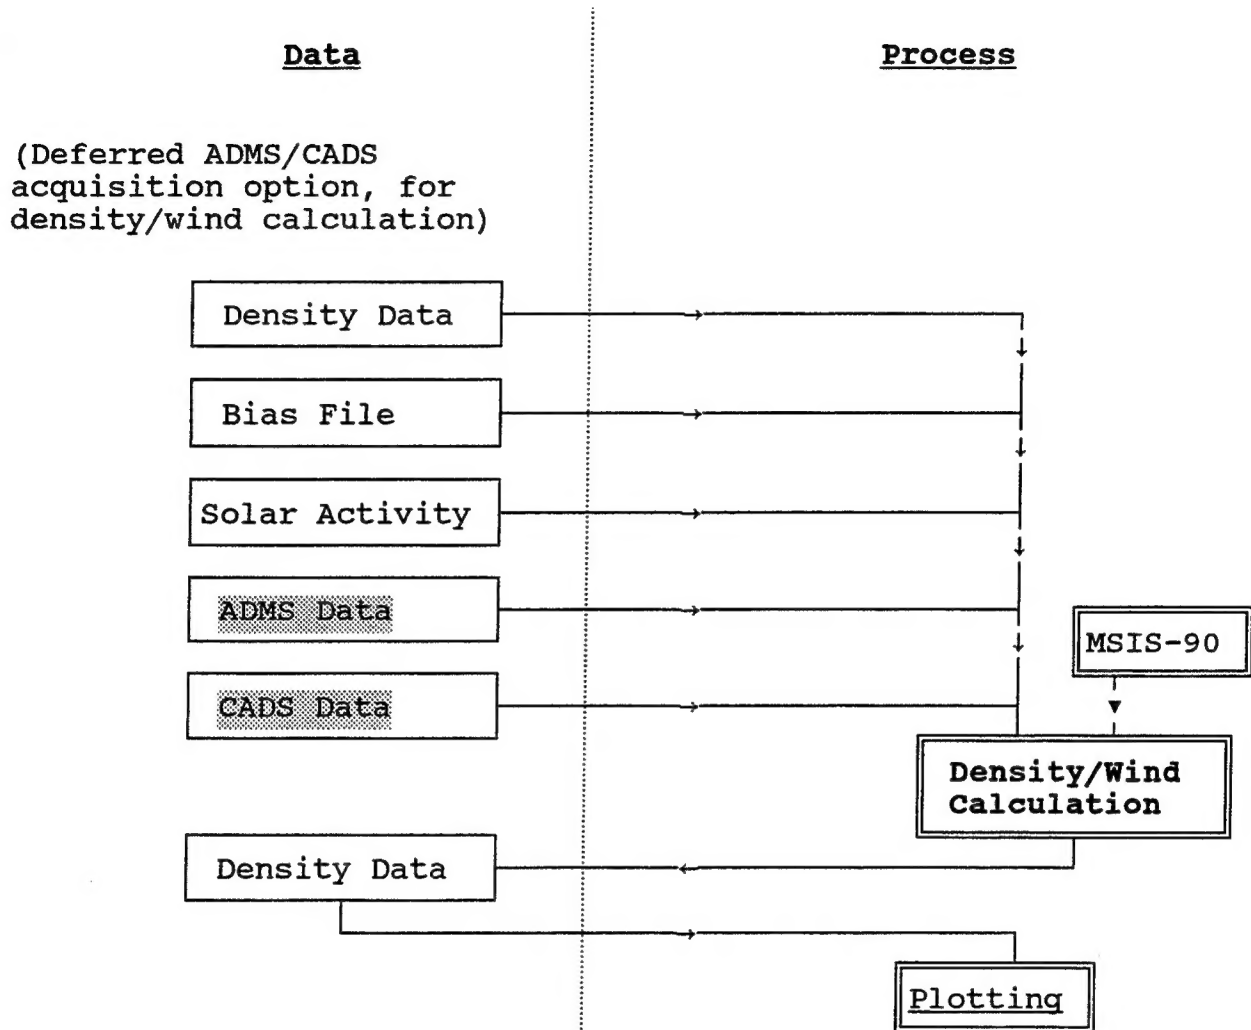 Data
Process
(Deferred ADMS/CADS
acquisition option, for
density/wind calculation)
Density Data
Bias File
Solar Activity
ADMS Data
MSIS-90
CADS Data
Density/Wind
Calculation
Density Data
Plotting